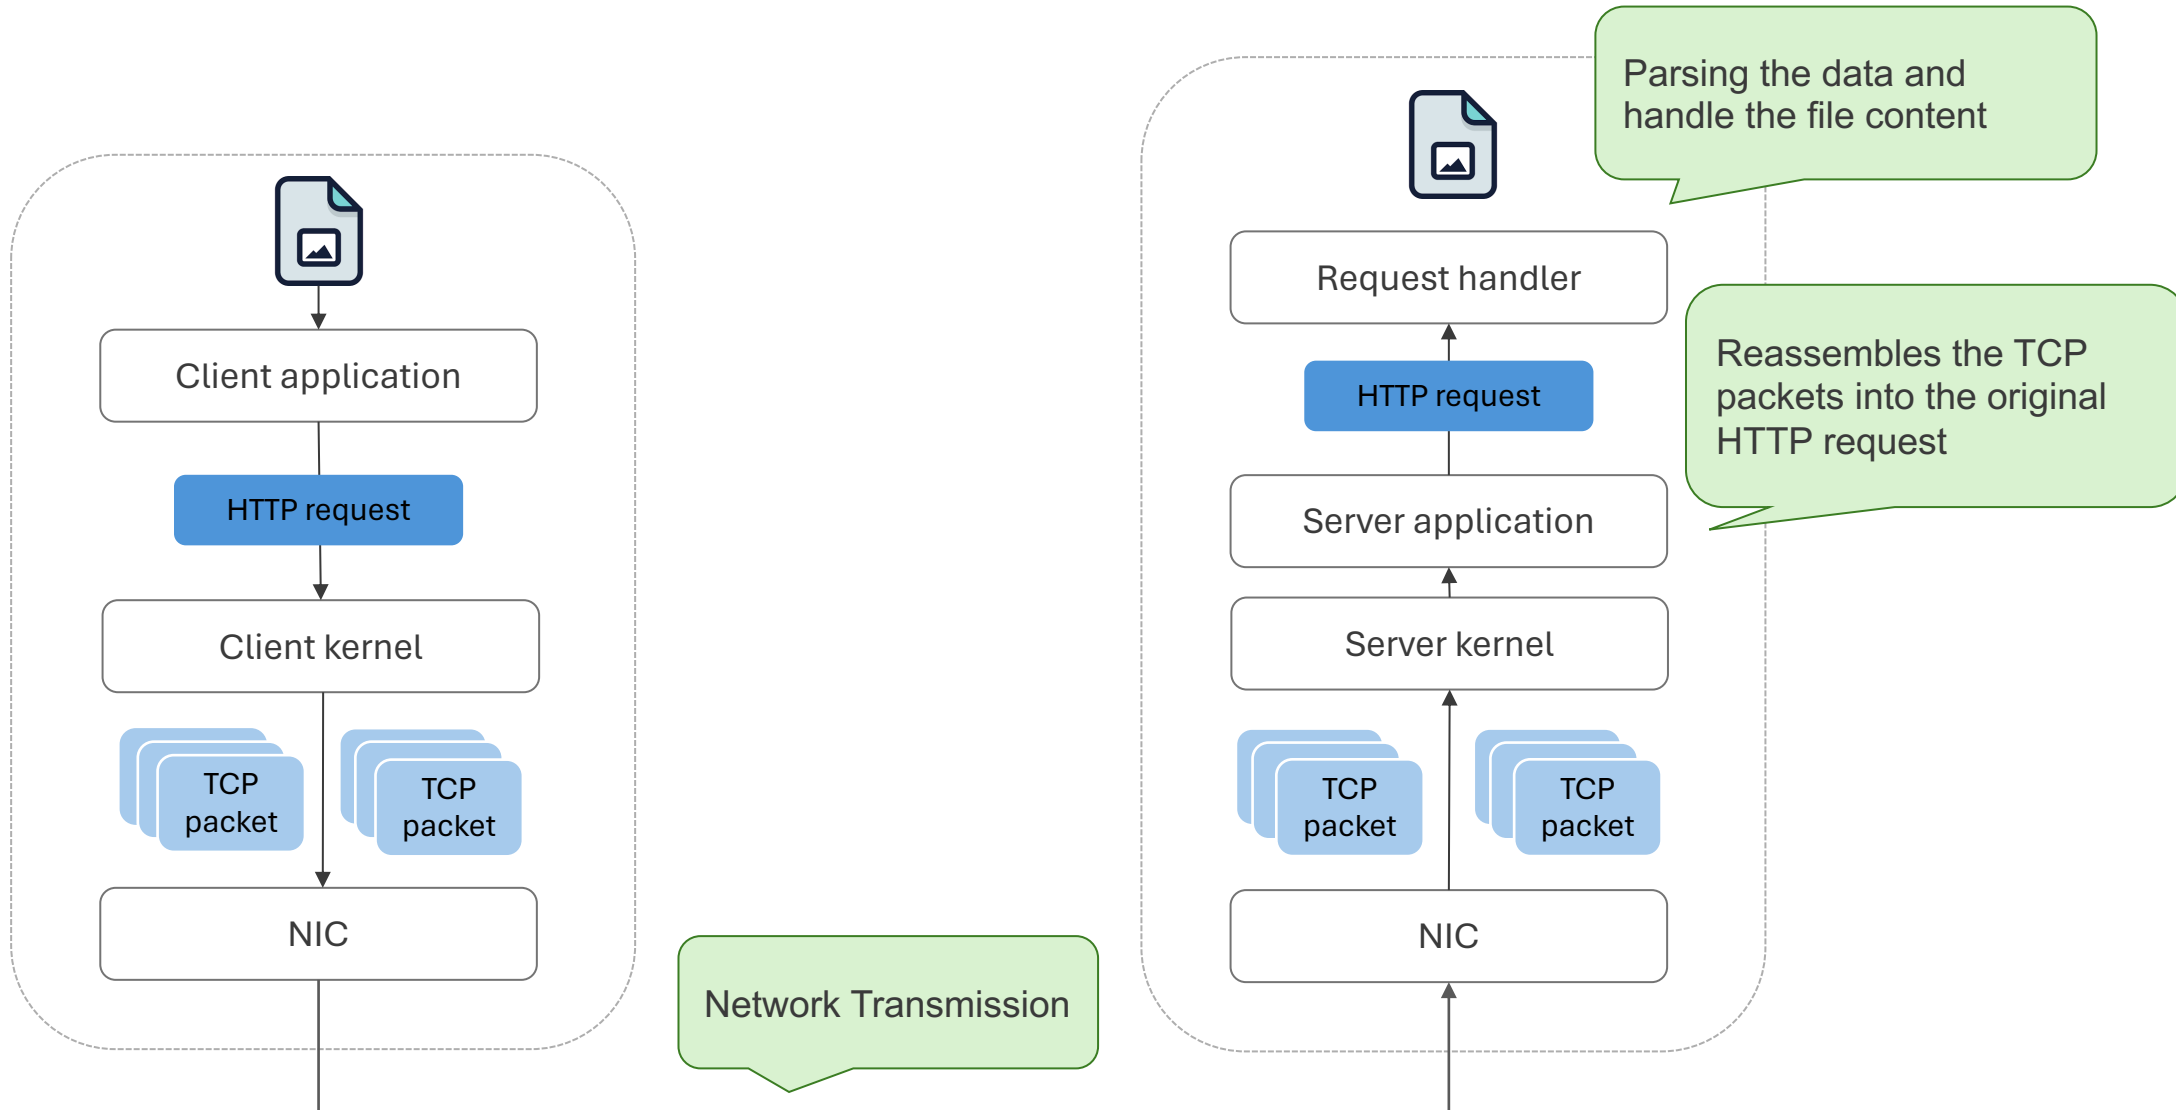 Client application
HTTP request
Client kernel
TCP
packet
TCP
packet
NIC
Network Transmission
Parsing the data and
handle the file content
Request handler
HTTP request
Reassembles the TCP
packets into the original
HTTP request
Server application
Server kernel
TCP
packet
TCP
packet
NIC